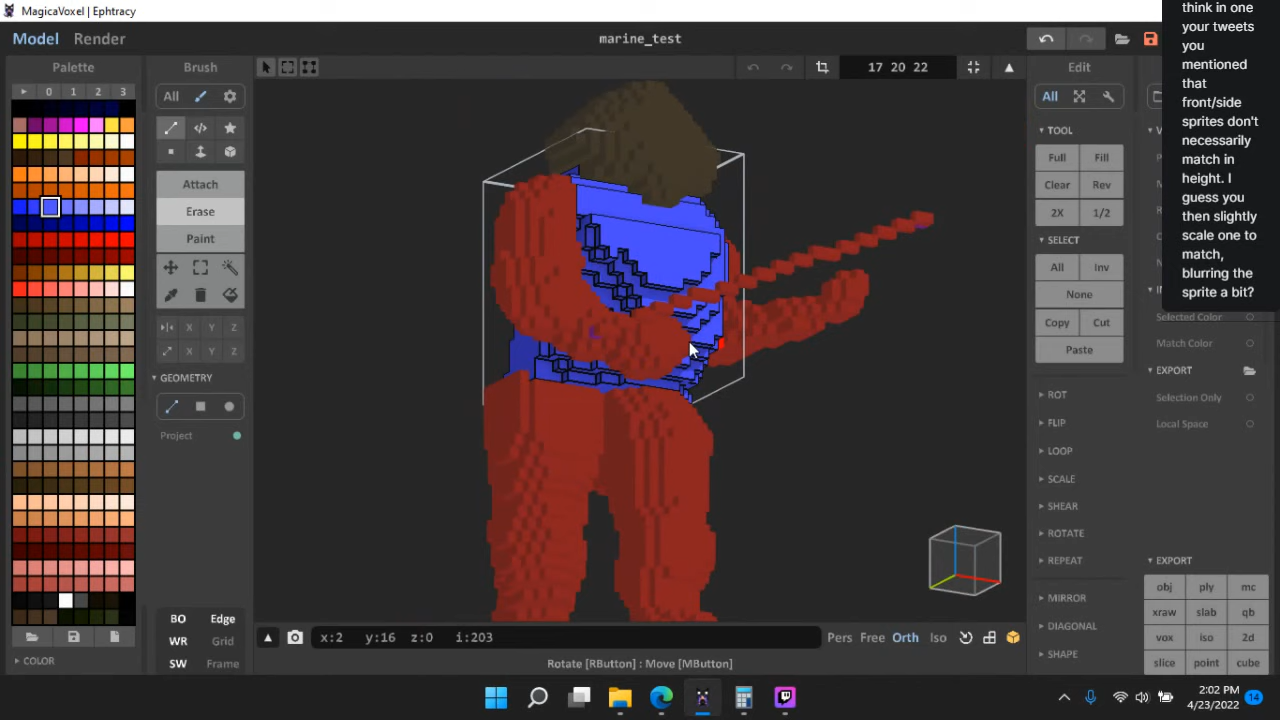 MagicaVoxel | Ephtracy
Model Render
marine_test
think in one
your tweets
you
mentioned
that
front/side
sprites don't
necessarily
match in
height. I
guess you
then slightly
scale one to
match,
blurring the
sprite a bit?
Palette
0 1 2 3
COLOR
Brush
All
Attach
Erase
Paint
X Y Z
X Y Z
GEOMETRY
Project
BO Edge
WR Grid
SW Frame
17 20 22
x:2 y:16 z:0 i:203
Pers Free Orth Iso
Rotate [RButton] : Move [MButton]
Edit
All
TOOL
Full Fill
Clear Rev
2X 1/2
SELECT
All Inv
None
Copy Cut
Paste
ROT
FLIP
LOOP
SCALE
SHEAR
ROTATE
REPEAT
MIRROR
DIAGONAL
SHAPE
Selected Color
Match Color
EXPORT
Selection Only
Local Space
EXPORT
obj ply mc
xraw slab qb
vox iso 2d
slice point cube
2:02 PM
4/23/2022
14